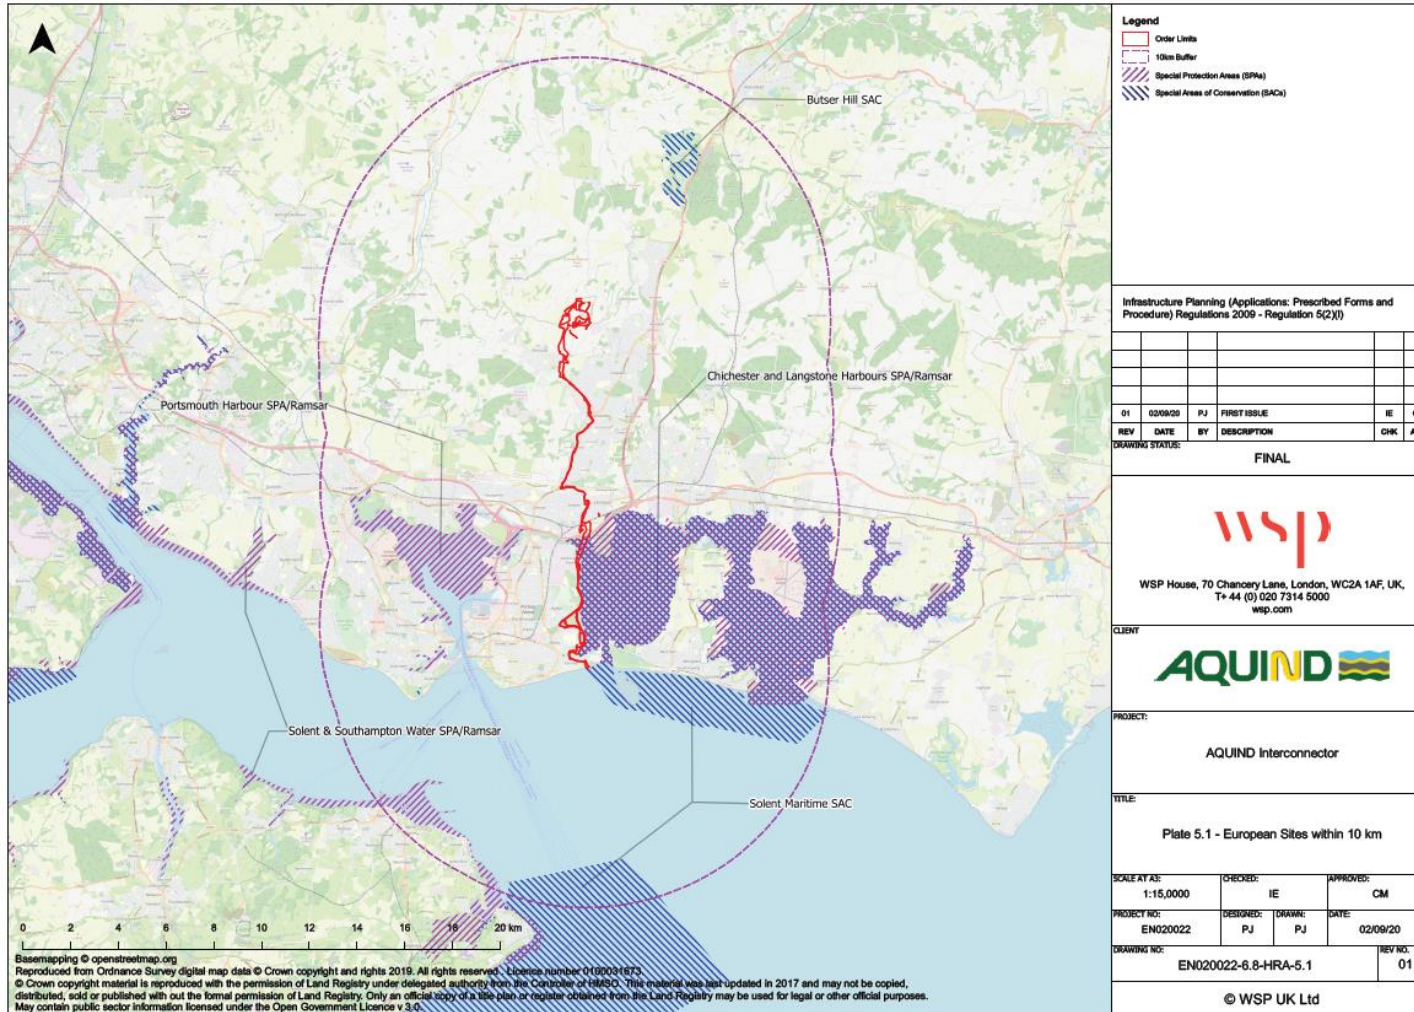 Butser Hill SAC
Portsmouth Harbour SPA/Ramsar
Chichester and Langstone Harbours SPA/Ramsar
Solent & Southampton Water SPA/Ramsar
Solent Maritime SAC
0 2 4 6 8 10 12 14 16 18 20 km
Basemapping © openstreetmap.org
Reproduced from Ordnance Survey digital map data © Crown copyright and rights 2019. All rights reserved. Licence number 0100031673.
© Crown copyright material is reproduced with the permission of Land Registry under delegated authority from the Controller of HMSO. This material was last updated in 2017 and may not be copied,
distributed, sold or published with out the formal permission of Land Registry. Only an official copy of a title plan or register obtained from the Land Registry may be used for legal or other official purposes.
May contain public sector information licensed under the Open Government Licence v 3.0.
Legend
Order Limits
10km Buffer
Special Protection Areas (SPAs)
Special Areas of Conservation (SACs)
Infrastructure Planning (Applications: Prescribed Forms and
Procedure) Regulations 2009 - Regulation 5(2)(l)
01 02/09/20 PJ FIRST ISSUE IE
REV DATE BY DESCRIPTION CHK
DRAWING STATUS:
FINAL
wsp
WSP House, 70 Chancery Lane, London, WC2A 1AF, UK,
T+ 44 (0) 020 7314 5000
wsp.com
CLIENT
AQUIND
PROJECT:
AQUIND Interconnector
TITLE:
Plate 5.1 - European Sites within 10 km
SCALE AT A3: CHECKED: APPROVED:
1:15,0000 IE CM
PROJECT NO: DESIGNED: DRAWN: DATE:
EN020022 PJ PJ 02/09/20
DRAWING NO: REV NO.
EN020022-6.8-HRA-5.1 01
© WSP UK Ltd